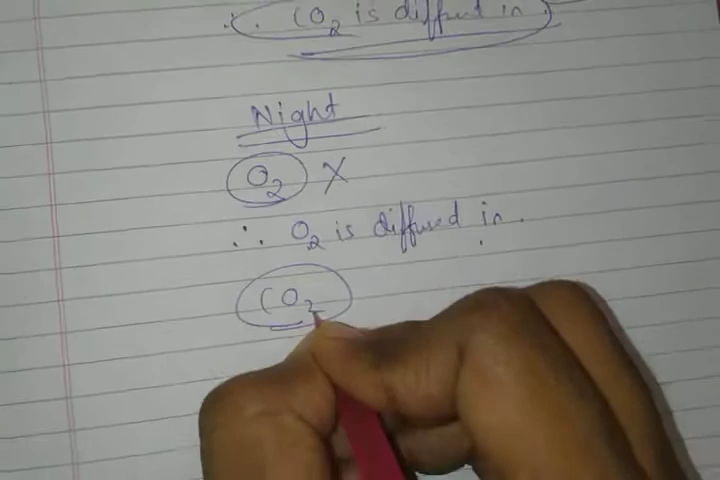 ∴ CO2 is diffused in.
Night
O2 X
∴ O2 is diffused in.
CO2